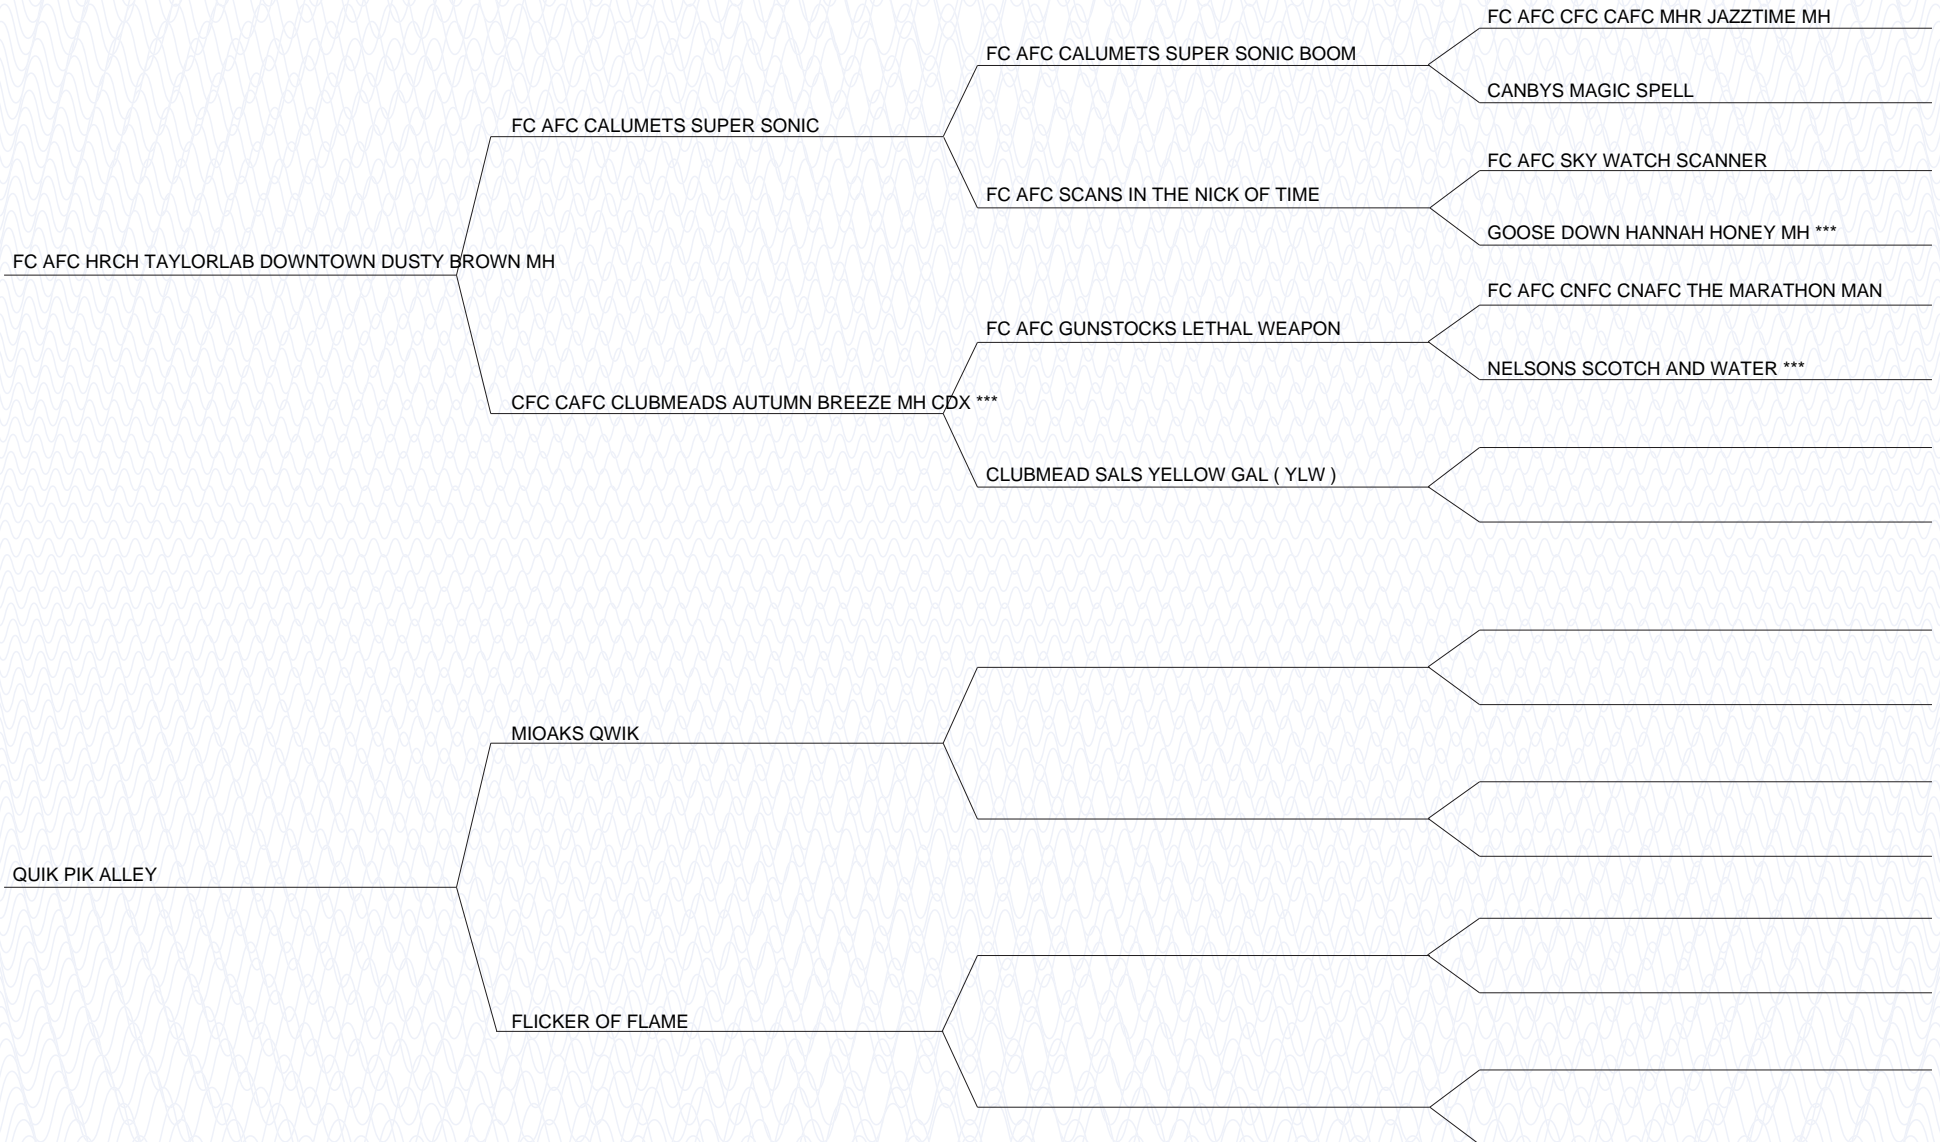 FC AFC CFC CAFC MHR JAZZTIME MH
FC AFC CALUMETS SUPER SONIC BOOM
CANBYS MAGIC SPELL
FC AFC CALUMETS SUPER SONIC
FC AFC SKY WATCH SCANNER
FC AFC SCANS IN THE NICK OF TIME
GOOSE DOWN HANNAH HONEY MH ***
FC AFC HRCH TAYLORLAB DOWNTOWN DUSTY BROWN MH
FC AFC CNFC CNAFC THE MARATHON MAN
FC AFC GUNSTOCKS LETHAL WEAPON
NELSONS SCOTCH AND WATER ***
CFC CAFC CLUBMEADS AUTUMN BREEZE MH CDX ***
CLUBMEAD SALS YELLOW GAL ( YLW )
MIOAKS QWIK
QUIK PIK ALLEY
FLICKER OF FLAME